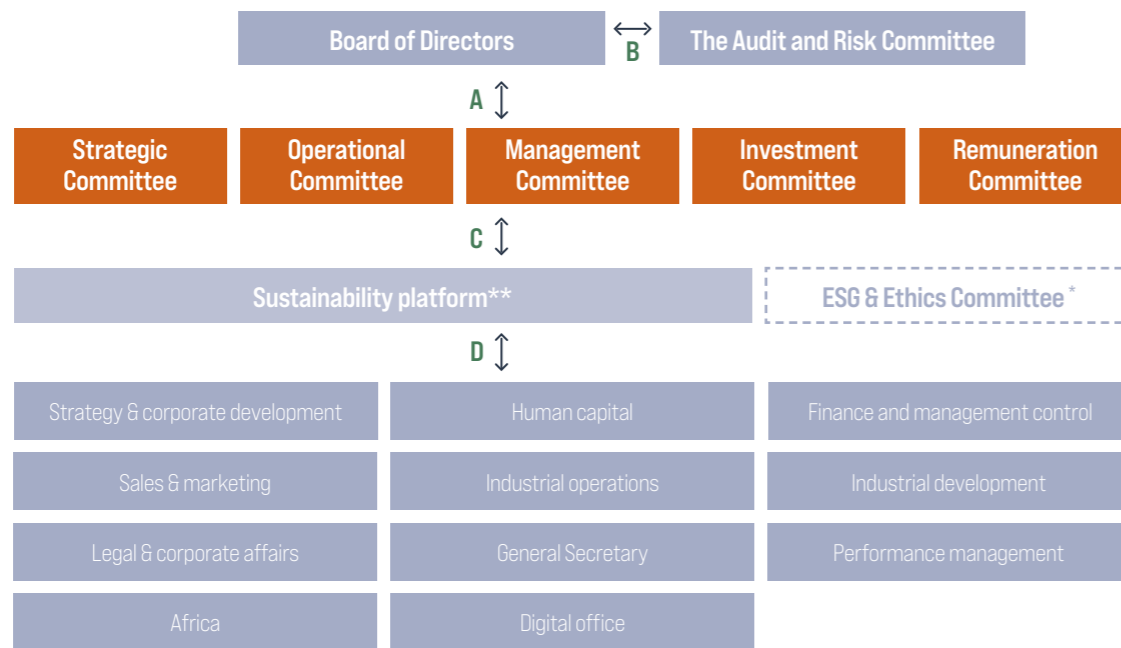 Board of Directors
B
The Audit and Risk Committee
A
Strategic
Committee
Operational
Committee
Management
Committee
Investment
Committee
Remuneration
Committee
C
Sustainability platform**
ESG & Ethics Committee*
D
Strategy & corporate development
Human capital
Finance and management control
Sales & marketing
Industrial operations
Industrial development
Legal & corporate affairs
General Secretary
Performance management
Africa
Digital office